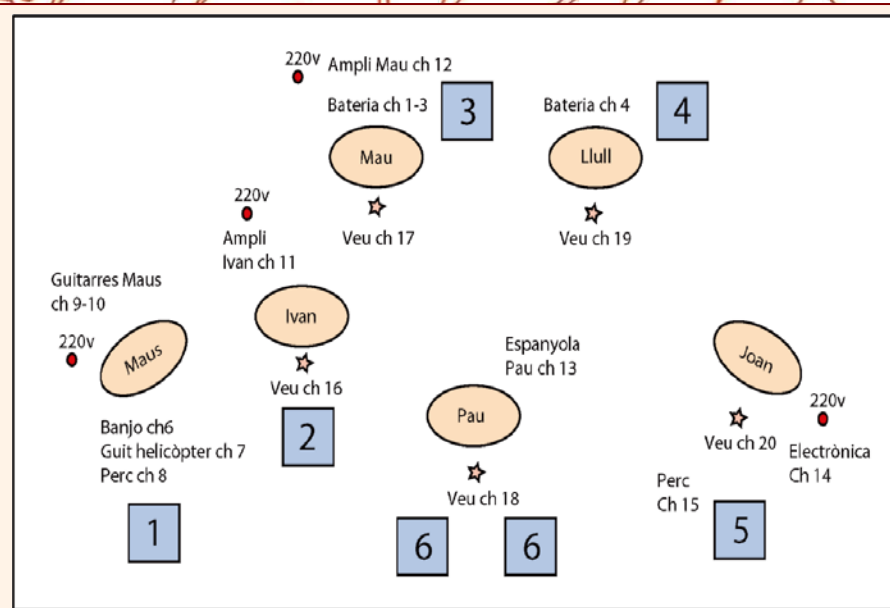 220v
Ampli Mau ch 12
Bateria ch 1-3
3
Mau
Veu ch 17
Bateria ch 4
4
Llull
Veu ch 19
220v
Ampli
Ivan ch 11
Ivan
Veu ch 16
2
Guitarres Maus
ch 9-10
220v
Maus
Banjo ch6
Guit helicòpter ch 7
Perc ch 8
1
Espanyola
Pau ch 13
Pau
Veu ch 18
6
6
Joan
220v
Veu ch 20
Electrònica
Ch 14
Perc
Ch 15
5